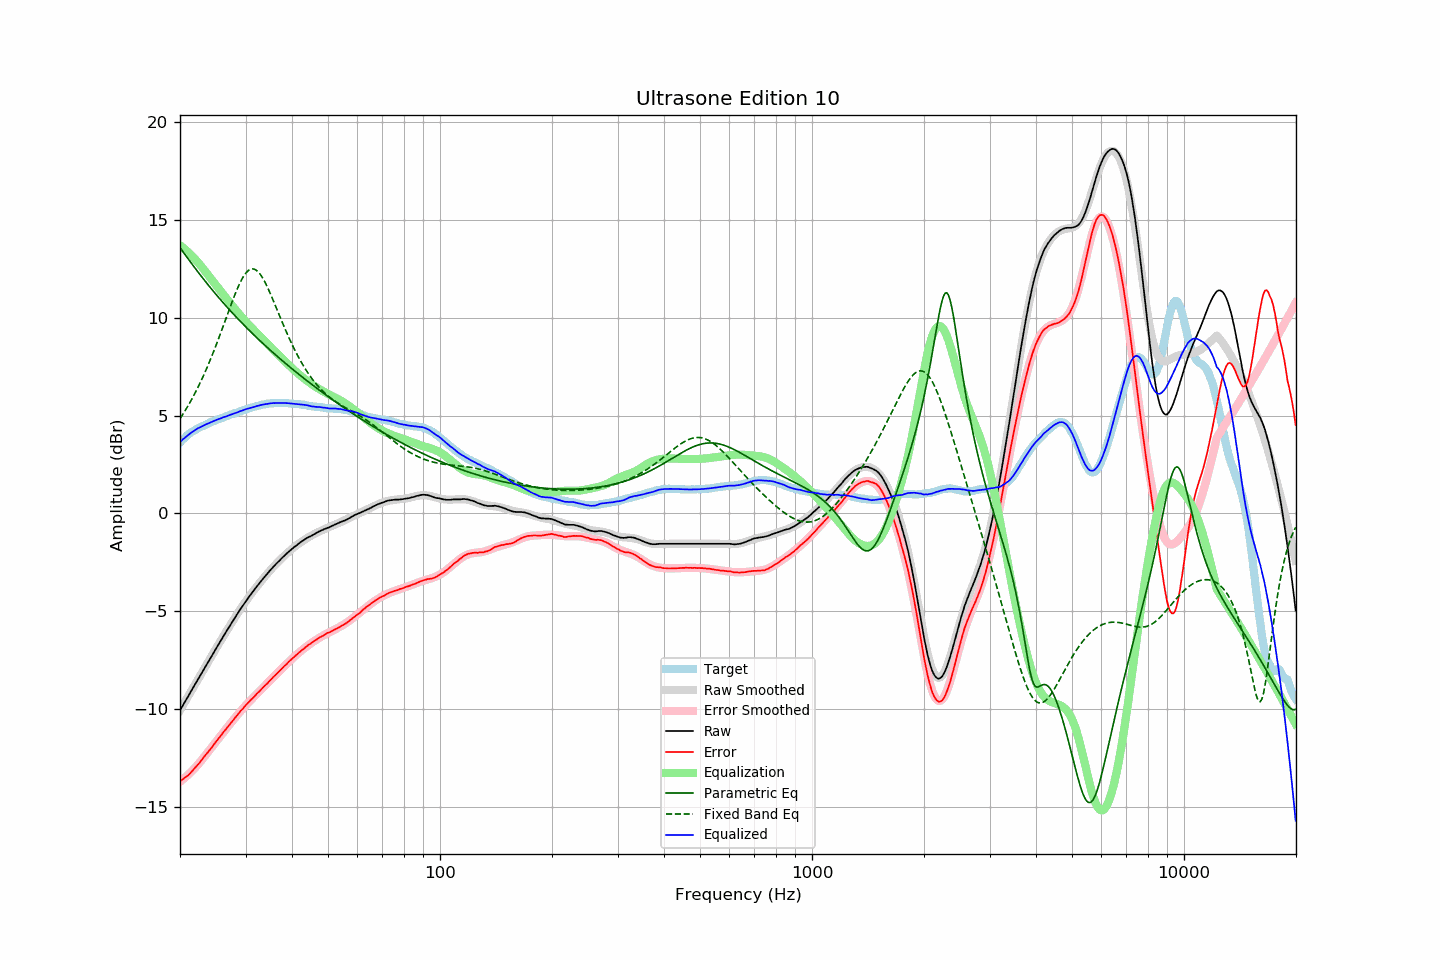 Ultrasone Edition 10
20
15
10
5
0
−5
−10
−15
Amplitude (dBr)
Target
Raw Smoothed
Error Smoothed
Raw
Error
Equalization
Parametric Eq
Fixed Band Eq
Equalized
100
1000
10000
Frequency (Hz)